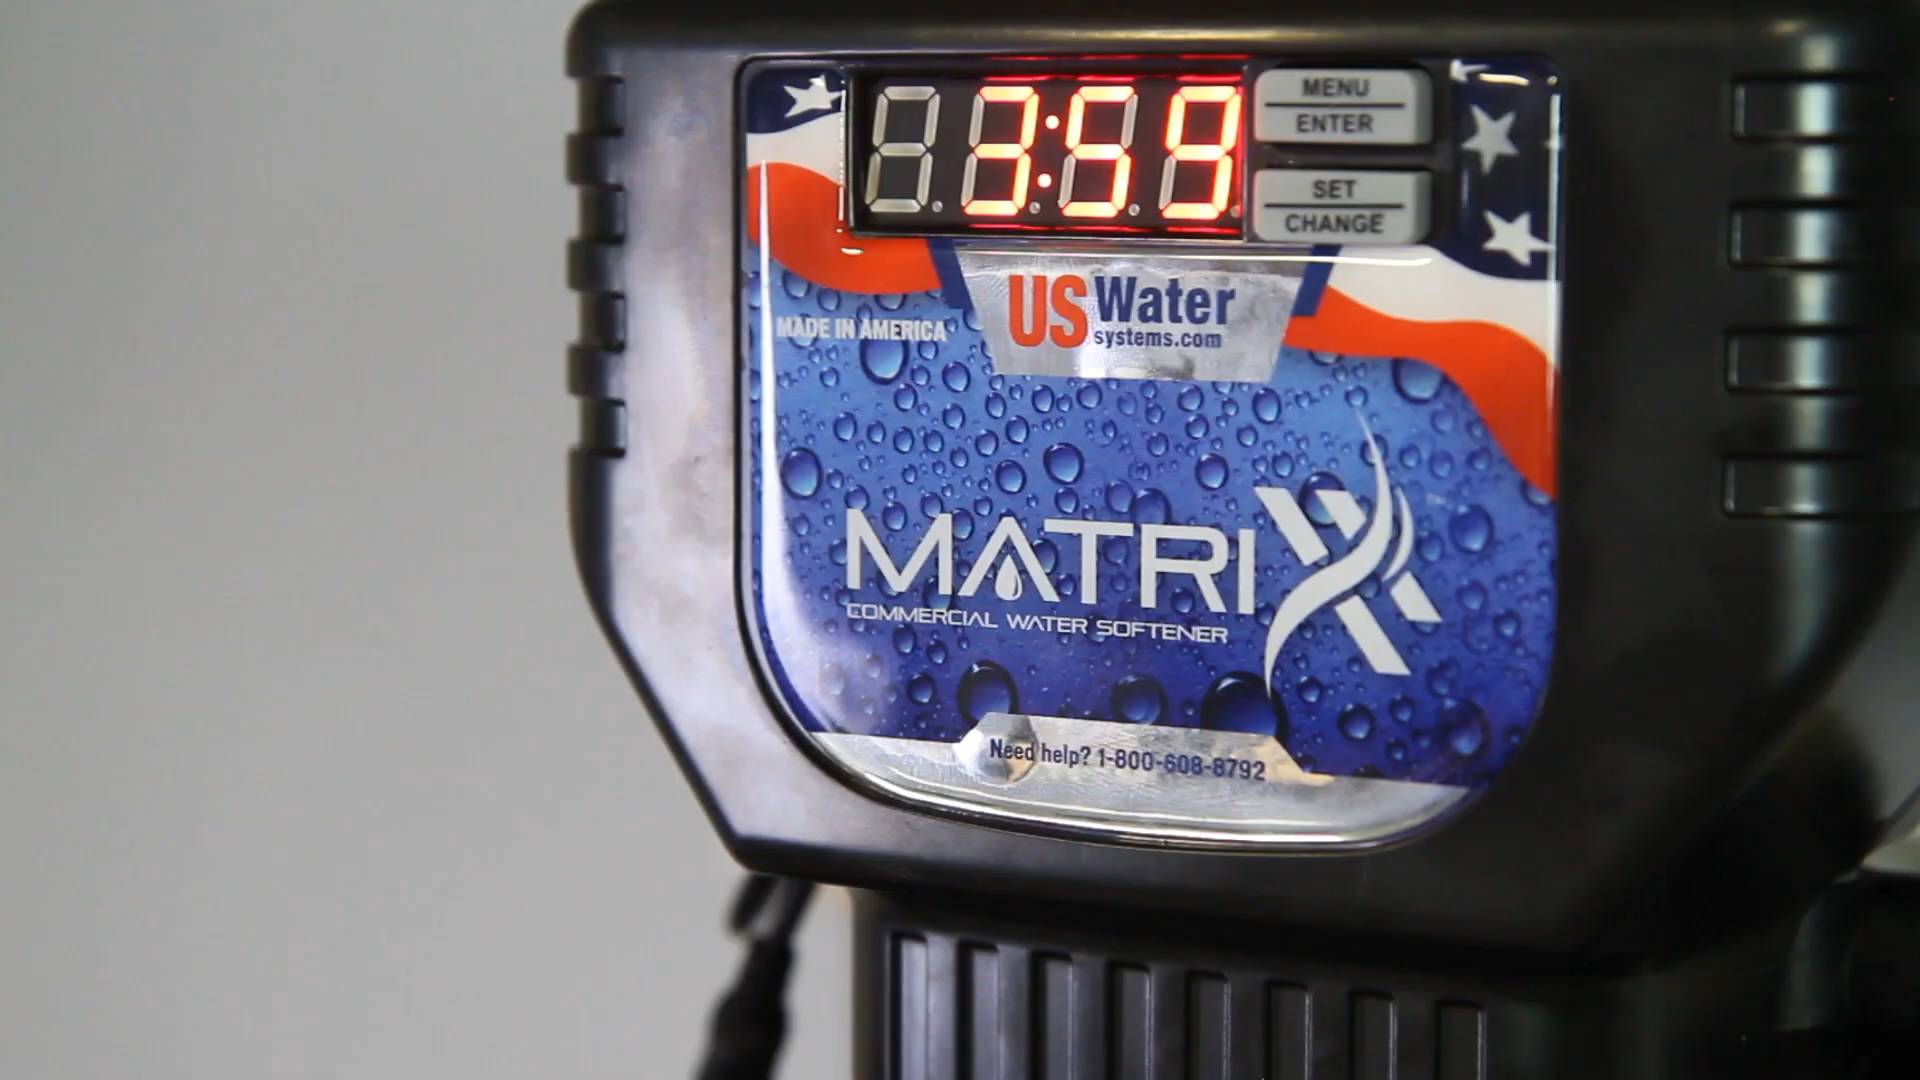 3:59
MENU
ENTER
SET
CHANGE
US Water
systems.com
MADE IN AMERICA
MATRIX
COMMERCIAL WATER SOFTENER
Need help? 1-800-608-8792